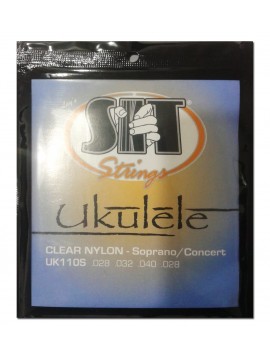 SIT
Strings
Ukulele
CLEAR NYLON - Soprano/Concert
UK110S .028 .032 .040 .028